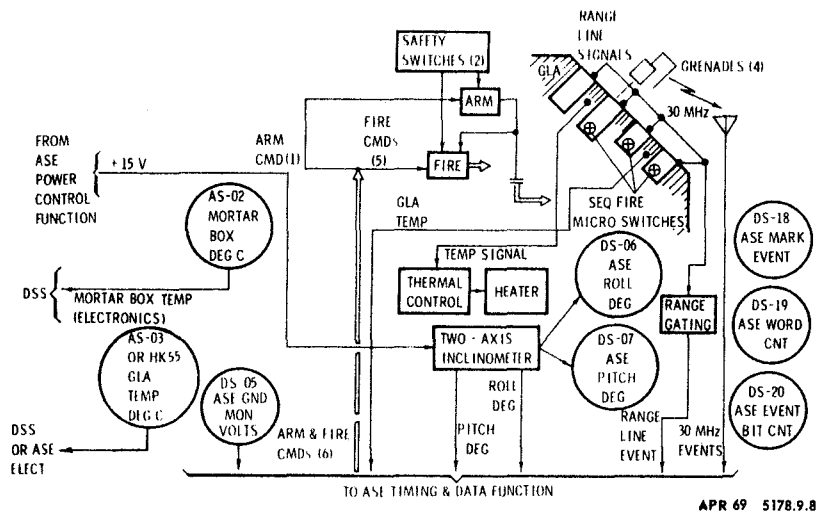 RANGE
LINE
SIGNALS
SAFETY
SWITCHES (2)
GLA
GRENADES (4)
ARM
30 MHz
FROM
ASE
POWER
CONTROL
FUNCTION
+15 V
ARM
CMD (1)
FIRE
CMDS
(5)
FIRE
AS-02
MORTAR
BOX
DEG C
GLA
TEMP
SEQ FIRE
MICRO SWITCHES
DS-18
ASE MARK
EVENT
TEMP SIGNAL
DS-06
ASE
ROLL
DEG
DSS
MORTAR BOX TEMP
(ELECTRONICS)
THERMAL
CONTROL
HEATER
RANGE
GATING
DS-19
ASE WORD
CNT
AS-03
OR HK55
GLA
TEMP
DEG C
TWO - AXIS
INCLINOMETER
DS-07
ASE
PITCH
DEG
DS-05
ASE GND
MON
VOLTS
ROLL
DEG
DS-20
ASE EVENT
BIT CNT
DSS
OR ASE
ELECT
ARM & FIRE
CMDS (6)
PITCH
DEG
RANGE
LINE
EVENT
30 MHz
EVENTS
TO ASE TIMING & DATA FUNCTION
APR 69 5178.9.8